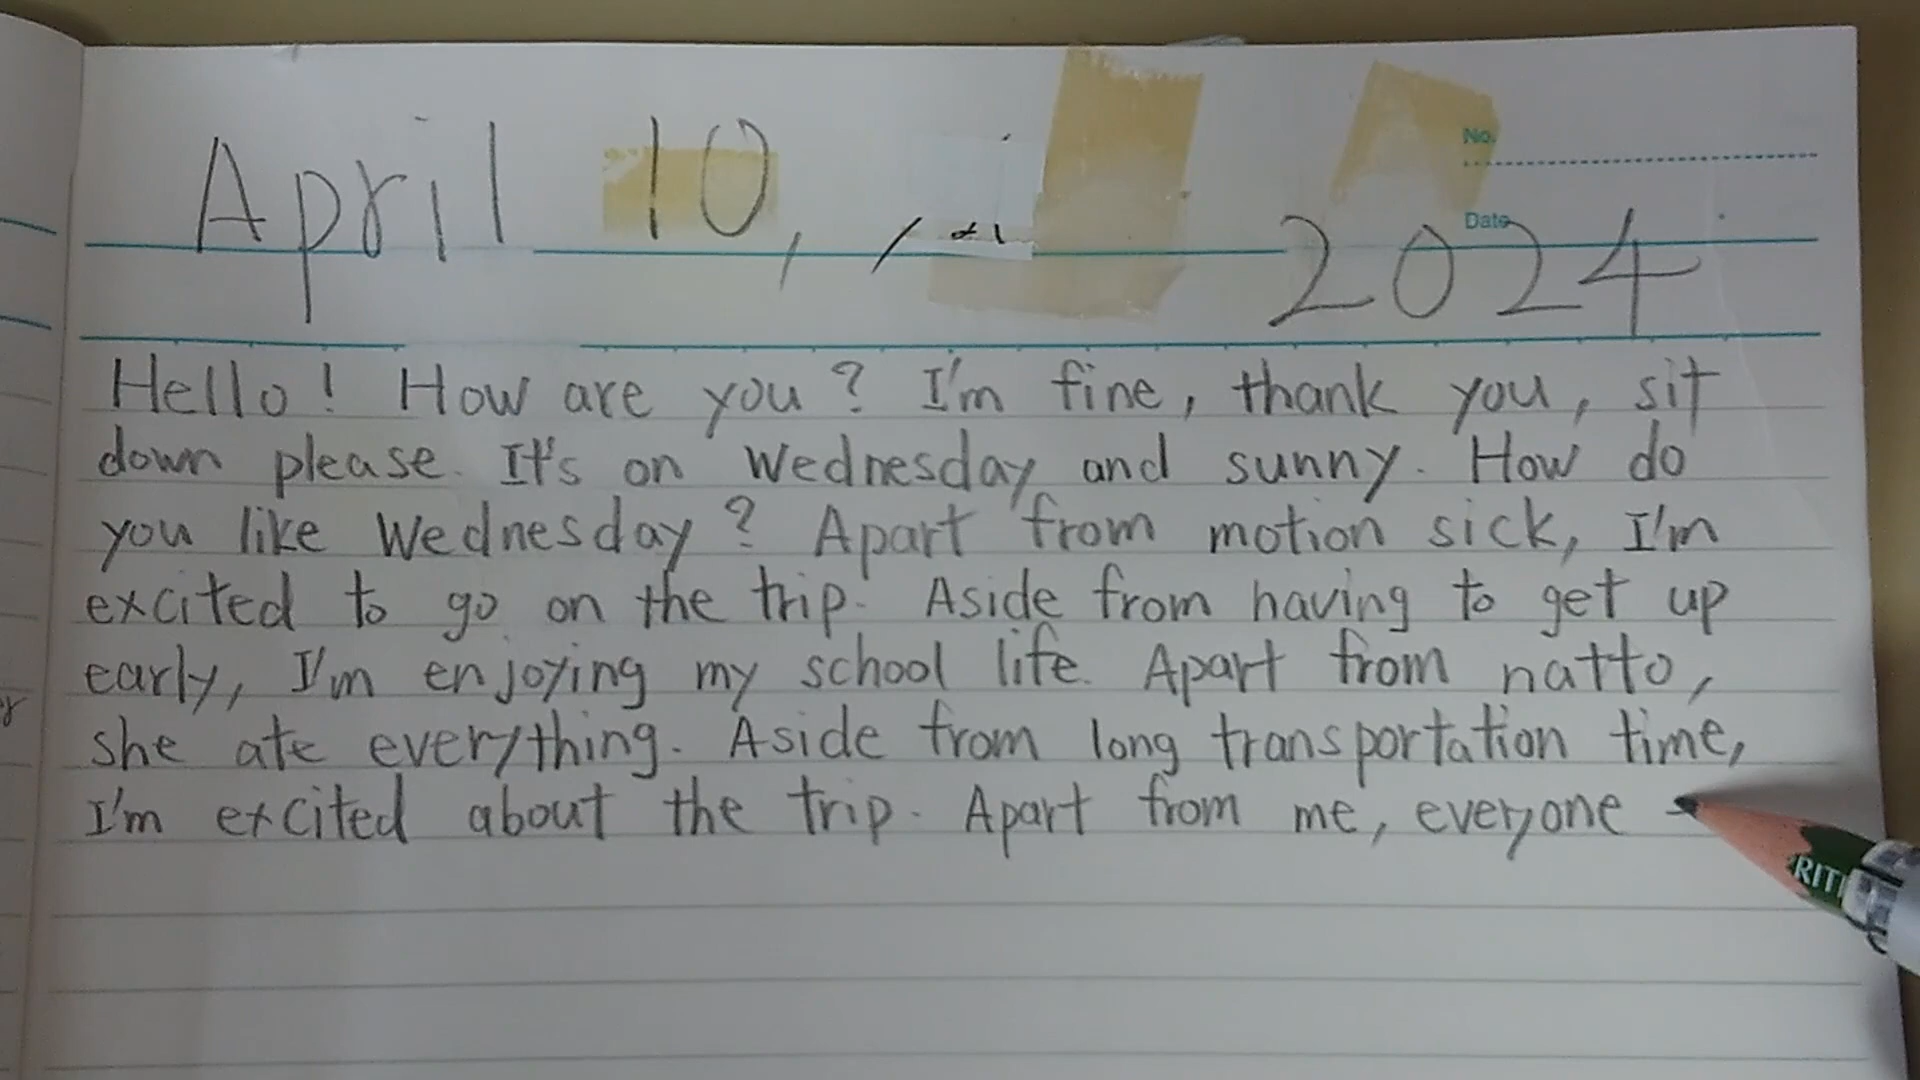 No.
April 10, 2024
Date
Hello! How are you? I'm fine, thank you, sit
down please. It's on Wednesday and sunny. How do
you like Wednesday? Apart from motion sick, I'm
excited to go on the trip. Aside from having to get up
early, I'm enjoying my school life. Apart from natto,
she ate everything. Aside from long transportation time,
I'm excited about the trip. Apart from me, everyone
RIT